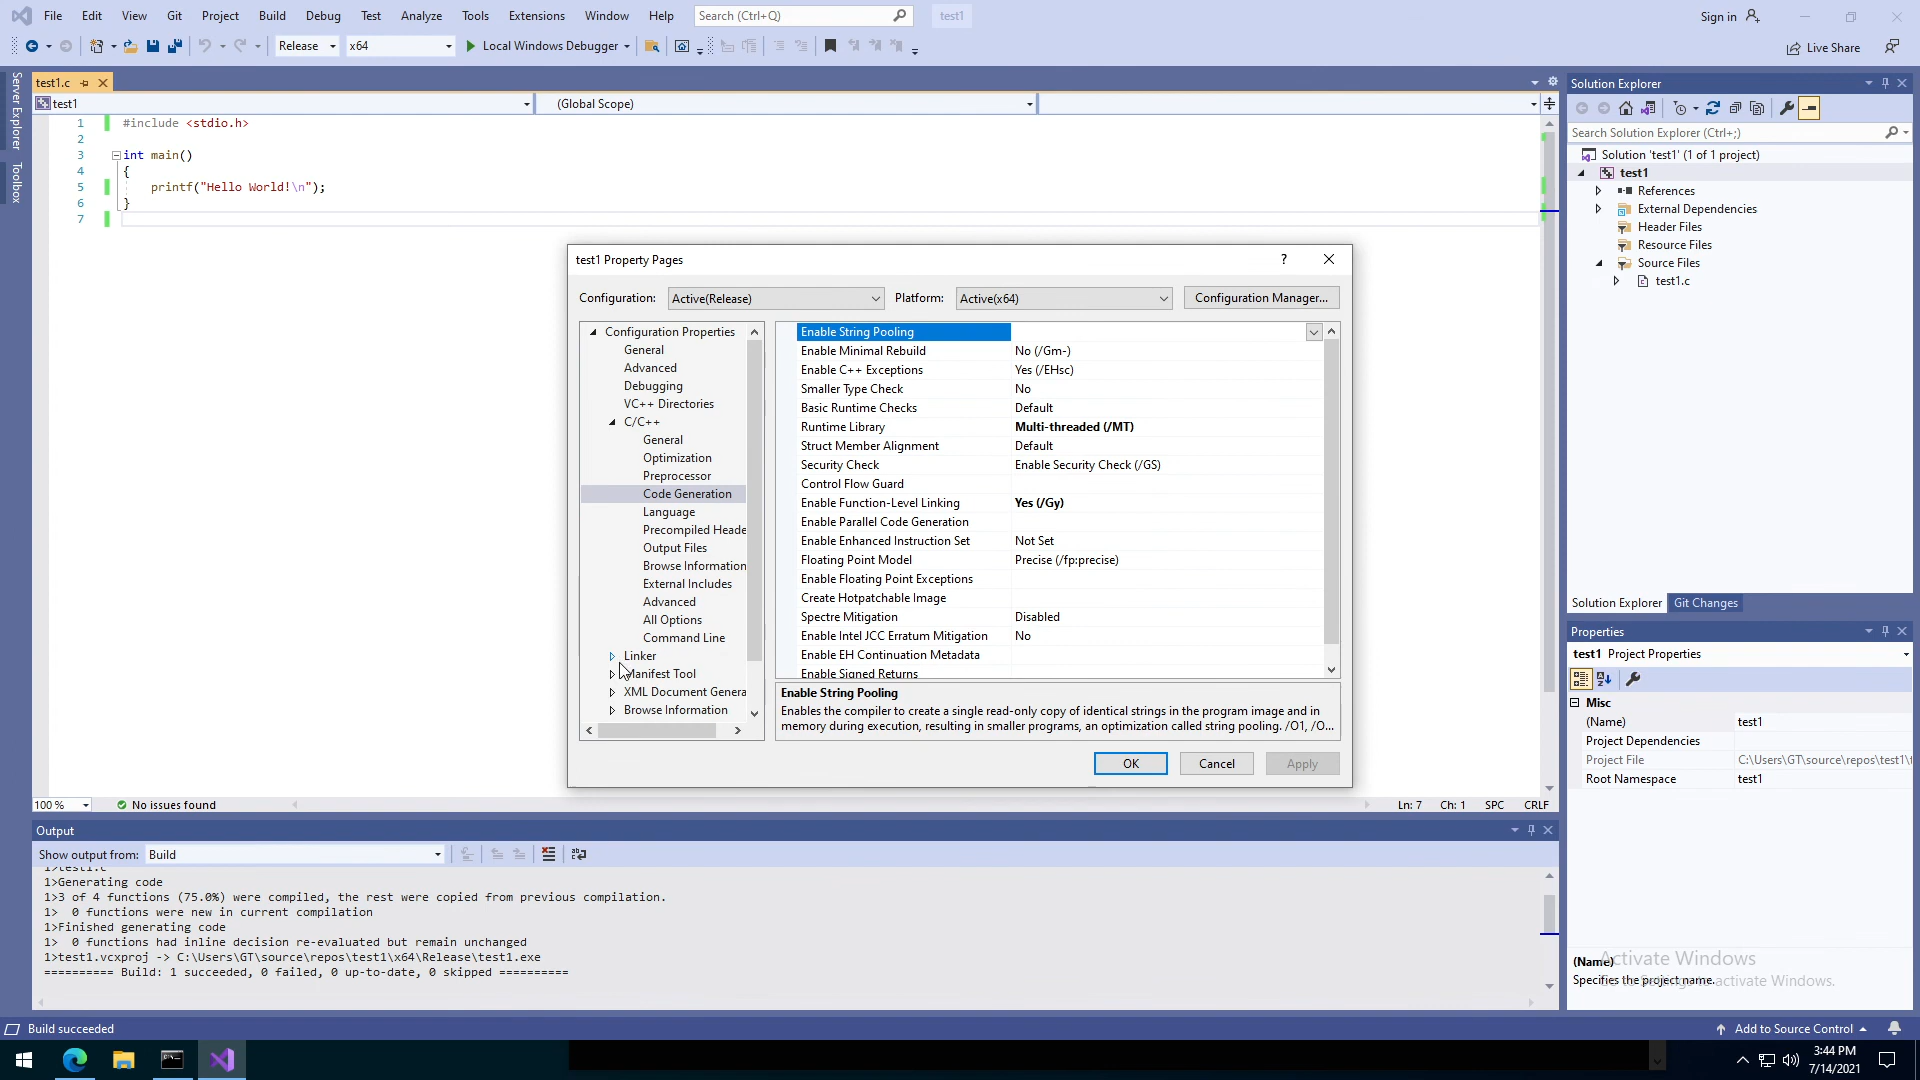 File Edit View Git Project Build Debug Test Analyze Tools Extensions Window Help Search (Ctrl+Q) test1 Sign in
Release x64 Local Windows Debugger Live Share
Server Explorer
Toolbox
test1.c
test1 (Global Scope)
1 #include <stdio.h>
2
3 int main()
4 {
5 printf("Hello World!\n");
6 }
7
test1 Property Pages ?
Configuration: Active(Release) Platform: Active(x64) Configuration Manager...
Configuration Properties
General
Advanced
Debugging
VC++ Directories
C/C++
General
Optimization
Preprocessor
Code Generation
Language
Precompiled Heade
Output Files
Browse Information
External Includes
Advanced
All Options
Command Line
Linker
Manifest Tool
XML Document Genera
Browse Information
Enable String Pooling
Enable Minimal Rebuild No (/Gm-)
Enable C++ Exceptions Yes (/EHsc)
Smaller Type Check No
Basic Runtime Checks Default
Runtime Library Multi-threaded (/MT)
Struct Member Alignment Default
Security Check Enable Security Check (/GS)
Control Flow Guard
Enable Function-Level Linking Yes (/Gy)
Enable Parallel Code Generation
Enable Enhanced Instruction Set Not Set
Floating Point Model Precise (/fp:precise)
Enable Floating Point Exceptions
Create Hotpatchable Image
Spectre Mitigation Disabled
Enable Intel JCC Erratum Mitigation No
Enable EH Continuation Metadata
Enable Signed Returns
Enable String Pooling
Enables the compiler to create a single read-only copy of identical strings in the program image and in
memory during execution, resulting in smaller programs, an optimization called string pooling. /O1, /O...
OK Cancel Apply
100 % No issues found Ln: 7 Ch: 1 SPC CRLF
Output
Show output from: Build
1>test1.c
1>Generating code
1>3 of 4 functions (75.0%) were compiled, the rest were copied from previous compilation.
1> 0 functions were new in current compilation
1>Finished generating code
1> 0 functions had inline decision re-evaluated but remain unchanged
1>test1.vcxproj -> C:\Users\GT\source\repos\test1\x64\Release\test1.exe
========== Build: 1 succeeded, 0 failed, 0 up-to-date, 0 skipped ==========
Solution Explorer
Search Solution Explorer (Ctrl+;)
Solution 'test1' (1 of 1 project)
test1
References
External Dependencies
Header Files
Resource Files
Source Files
test1.c
Solution Explorer Git Changes
Properties
test1 Project Properties
Misc
(Name) test1
Project Dependencies
Project File C:\Users\GT\source\repos\test1\t
Root Namespace test1
(Name)
Specifies the project name.
Activate Windows
Go to Settings to activate Windows.
Build succeeded Add to Source Control
3:44 PM
7/14/2021